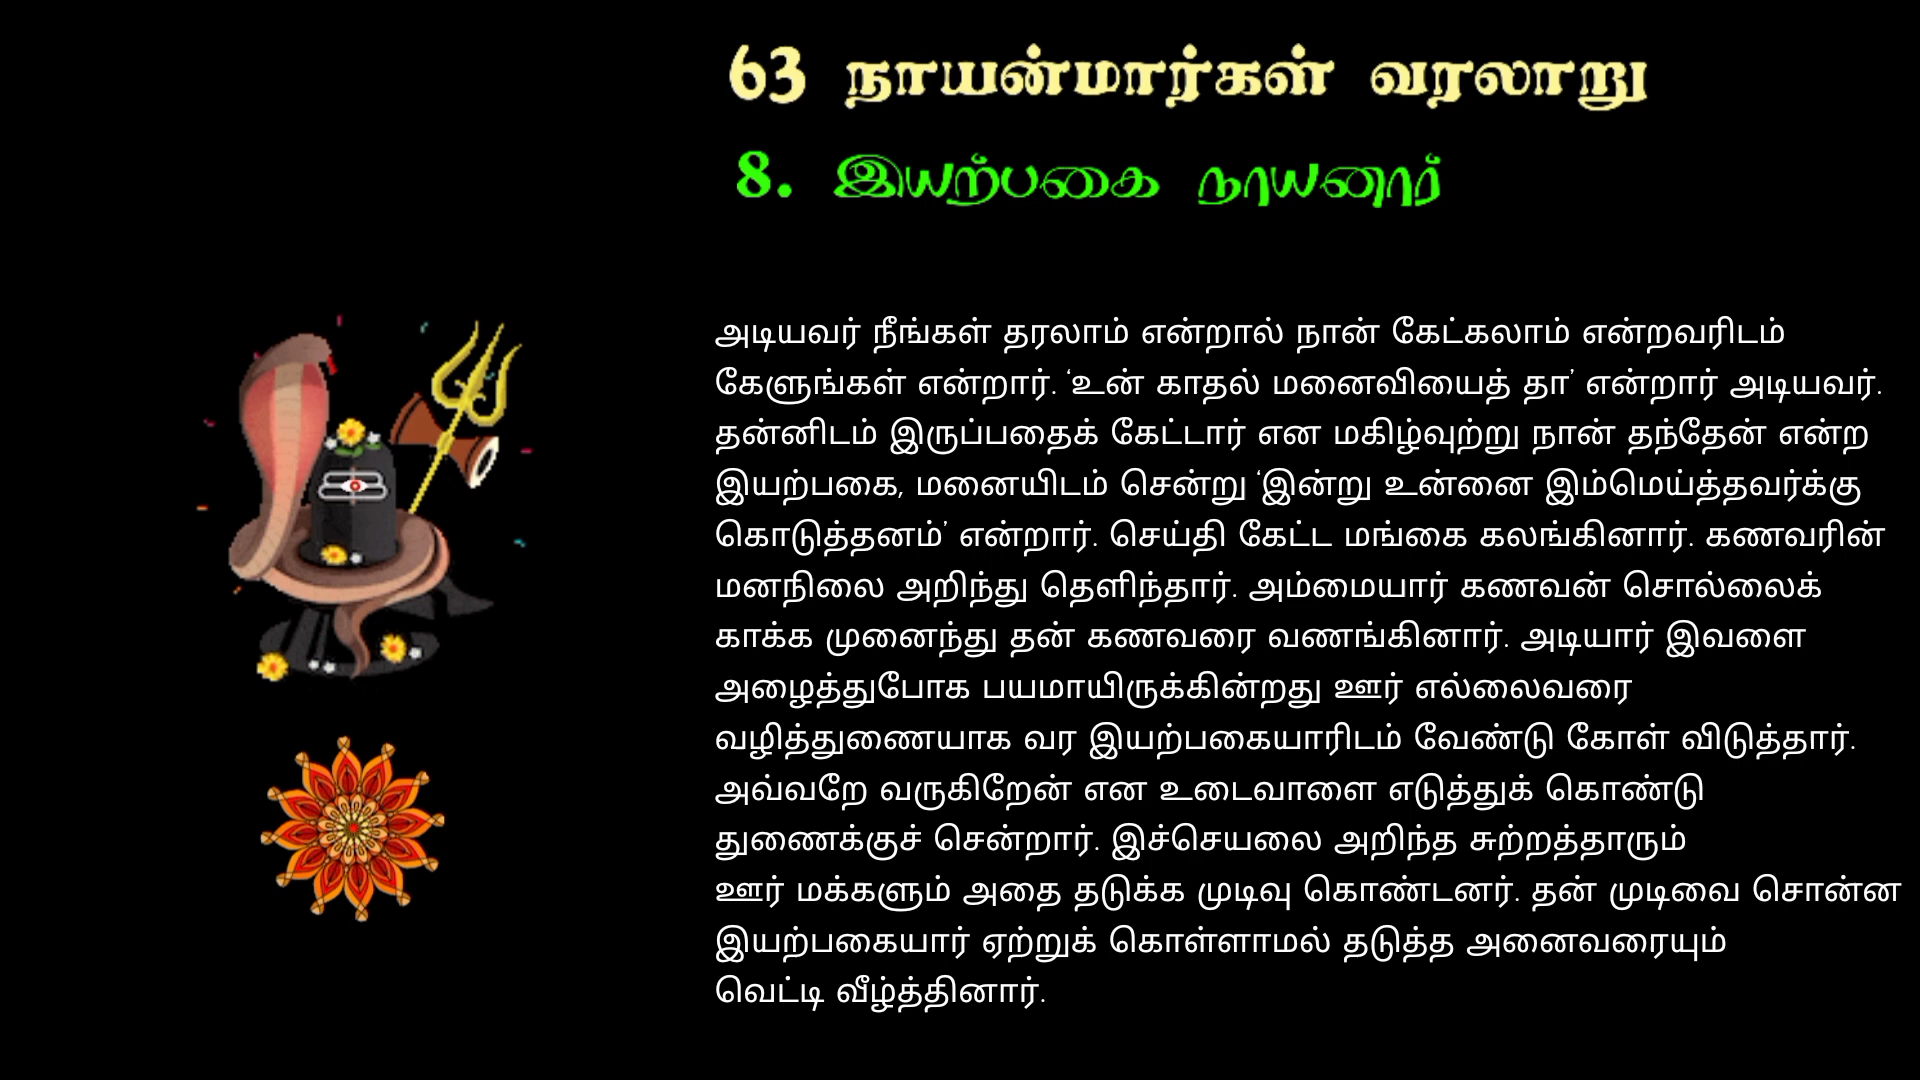 63 நாயன்மார்கள் வரலாறு
8. இயற்பகை நாயனார்
அடியவர் நீங்கள் தரலாம் என்றால் நான் கேட்கலாம் என்றவரிடம்
கேளுங்கள் என்றார். ‘உன் காதல் மனைவியைத் தா’ என்றார் அடியவர்.
தன்னிடம் இருப்பதைக் கேட்டார் என மகிழ்வுற்று நான் தந்தேன் என்ற
இயற்பகை, மனையிடம் சென்று ‘இன்று உன்னை இம்மெய்த்தவர்க்கு
கொடுத்தனம்’ என்றார். செய்தி கேட்ட மங்கை கலங்கினார். கணவரின்
மனநிலை அறிந்து தெளிந்தார். அம்மையார் கணவன் சொல்லைக்
காக்க முனைந்து தன் கணவரை வணங்கினார். அடியார் இவளை
அழைத்துபோக பயமாயிருக்கின்றது ஊர் எல்லைவரை
வழித்துணையாக வர இயற்பகையாரிடம் வேண்டு கோள் விடுத்தார்.
அவ்வறே வருகிறேன் என உடைவாளை எடுத்துக் கொண்டு
துணைக்குச் சென்றார். இச்செயலை அறிந்த சுற்றத்தாரும்
ஊர் மக்களும் அதை தடுக்க முடிவு கொண்டனர். தன் முடிவை சொன்ன
இயற்பகையார் ஏற்றுக் கொள்ளாமல் தடுத்த அனைவரையும்
வெட்டி வீழ்த்தினார்.